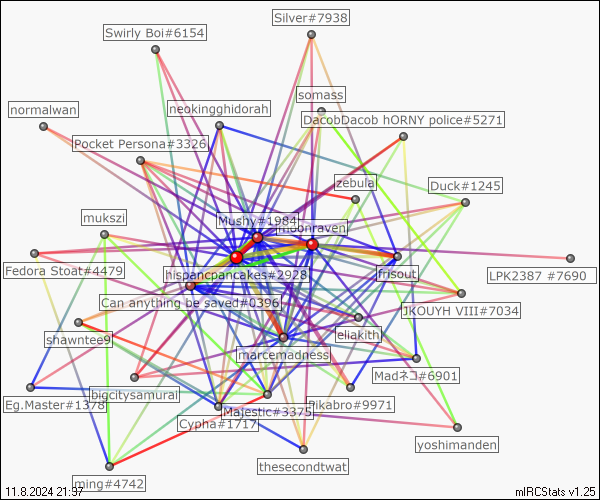 Silver#7938
Swirly Boi#6154
somass
normalwan
neokingghidorah
DacobDacob hORNY police#5271
Pocket Persona#3326
zebula
Duck#1245
mukszi
Mushy#1984
moonraven
Fedora Stoat#4479
hispancpancakes#2928
frisout
LPK2387 #7690
Can anything be saved#0396
JKOUYH VIII#7034
shawntee9
eliakith
marcemadness
Madネコ#6901
bigcitysamurai
Eg.Master#1378
Majestic#3375
Pikabro#9971
Cypha#1717
yoshimanden
thesecondtwat
ming#4742
11.8.2024 21:37
mIRCStats v1.25